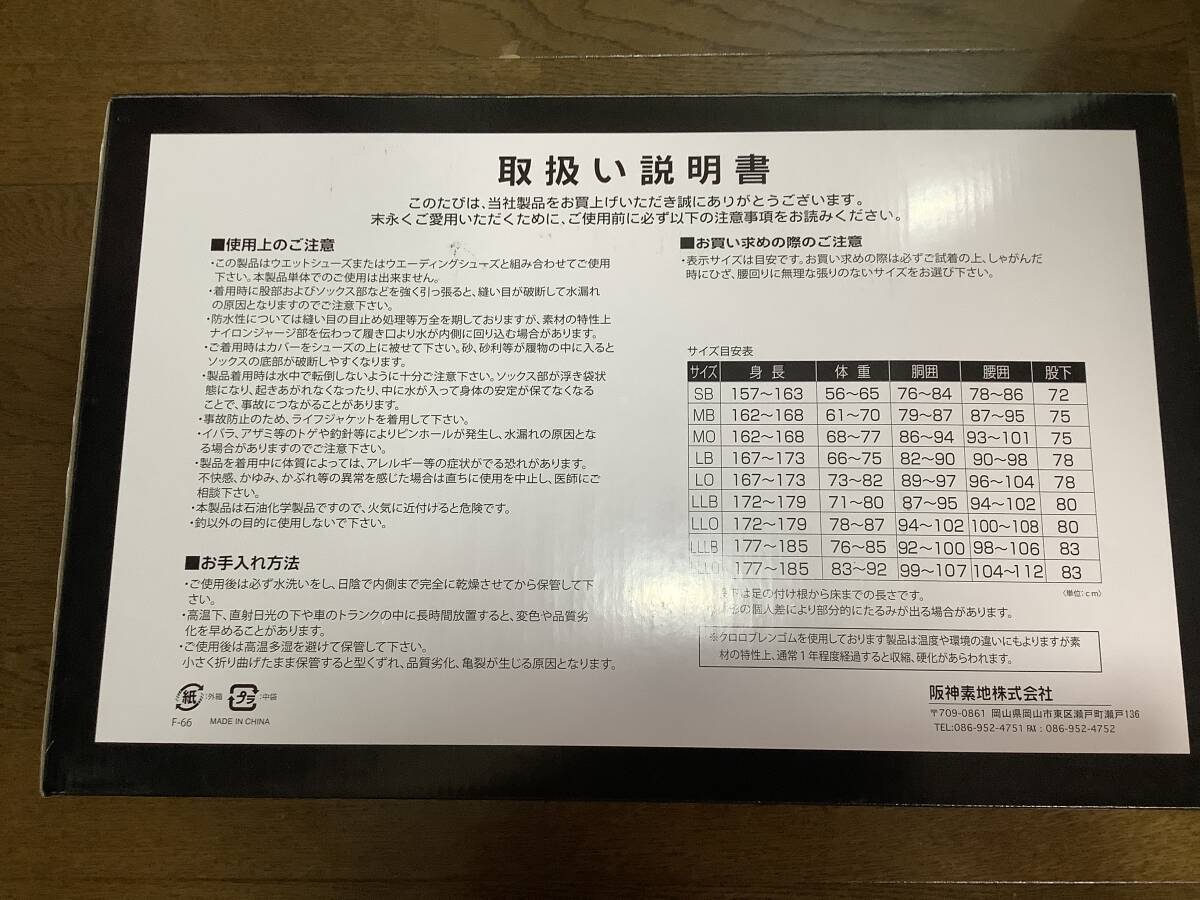 取扱い説明書
このたびは、当社製品をお買上げいただき誠にありがとうございます。
末永くご愛用いただくために、ご使用前に必ず以下の注意事項をお読みください。
■使用上のご注意
・この製品はウエットシューズまたはウエーディングシューズと組み合わせてご使用
下さい。本製品単体でのご使用は出来ません。
・着用時に股部およびソックス部などを強く引っ張ると、縫い目が破断して水漏れ
の原因となりますのでご注意下さい。
・防水性については縫い目の目止め処理等万全を期しておりますが、素材の特性上
ナイロンジャージ部を伝わって履き口より水が内側に回り込む場合があります。
・ご着用時はカバーをシューズの上に被せて下さい。砂、砂利等が履物の中に入ると
ソックスの底部が破断しやすくなります。
・製品着用時は水中で転倒しないように十分ご注意下さい。ソックス部が浮き袋状
態になり、起きあがれなくなったり、中に水が入って身体の安定が保てなくなる
ことで、事故につながることがあります。
・事故防止のため、ライフジャケットを着用して下さい。
・イバラ、アザミ等のトゲや釣針等によりピンホールが発生し、水漏れの原因とな
る場合がありますのでご注意下さい。
・製品を着用中に体質によっては、アレルギー等の症状がでる恐れがあります。
不快感、かゆみ、かぶれ等の異常を感じた場合は直ちに使用を中止し、医師にご
相談下さい。
・本製品は石油化学製品ですので、火気に近付けると危険です。
・釣以外の目的に使用しないで下さい。
■お手入れ方法
・ご使用後は必ず水洗いをし、日陰で内側まで完全に乾燥させてから保管して下
さい。
・高温下、直射日光の下や車のトランクの中に長時間放置すると、変色や品質劣
化を早めることがあります。
・ご使用後は高温多湿を避けて保管して下さい。
小さく折り曲げたまま保管すると型くずれ、品質劣化、亀裂が生じる原因となります。
紙 :外箱 プラ :中袋
F-66 MADE IN CHINA
■お買い求めの際のご注意
・表示サイズは目安です。お買い求めの際は必ずご試着の上、しゃがんだ
時にひざ、腰回りに無理な張りのないサイズをお選び下さい。
サイズ目安表
サイズ 身長 体重 胴囲 腰囲 股下
SB 157～163 56～65 76～84 78～86 72
MB 162～168 61～70 79～87 87～95 75
MO 162～168 68～77 86～94 93～101 75
LB 167～173 66～75 82～90 90～98 78
LO 167～173 73～82 89～97 96～104 78
LLB 172～179 71～80 87～95 94～102 80
LLO 172～179 78～87 94～102 100～108 80
LLLB 177～185 76～85 92～100 98～106 83
177～185 83～92 99～107 104～112 83
下は足の付け根から床までの長さです。 〈単位:cm〉
の個人差により部分的にたるみが出る場合があります。
※クロロプレンゴムを使用しております製品は温度や環境の違いにもよりますが素
材の特性上、通常1年程度経過すると収縮、硬化があらわれます。
阪神素地株式会社
〒709-0861 岡山県岡山市東区瀬戸町瀬戸136
TEL:086-952-4751 FAX:086-952-4752